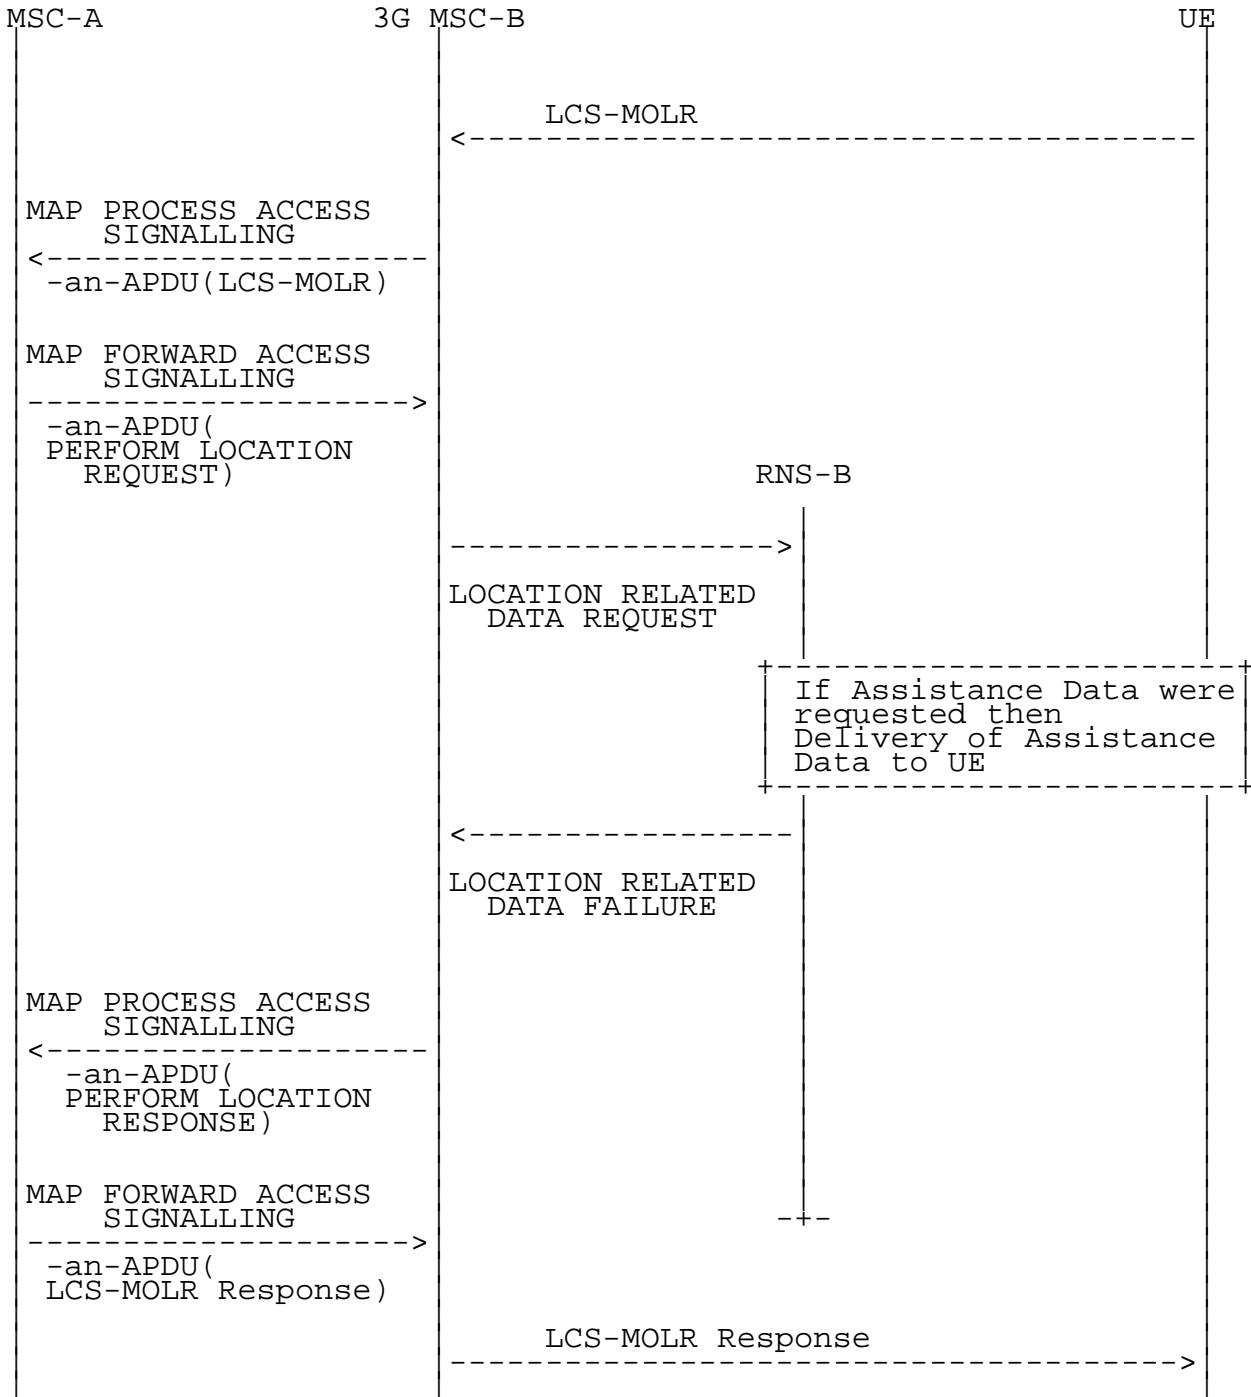 MSC-A 3G MSC-B UE
LCS-MOLR
MAP PROCESS ACCESS
SIGNALLING
-an-APDU(LCS-MOLR)
MAP FORWARD ACCESS
SIGNALLING
-an-APDU(
PERFORM LOCATION
REQUEST)
RNS-B
LOCATION RELATED
DATA REQUEST
If Assistance Data were
requested then
Delivery of Assistance
Data to UE
LOCATION RELATED
DATA FAILURE
MAP PROCESS ACCESS
SIGNALLING
-an-APDU(
PERFORM LOCATION
RESPONSE)
MAP FORWARD ACCESS
SIGNALLING
-an-APDU(
LCS-MOLR Response)
LCS-MOLR Response